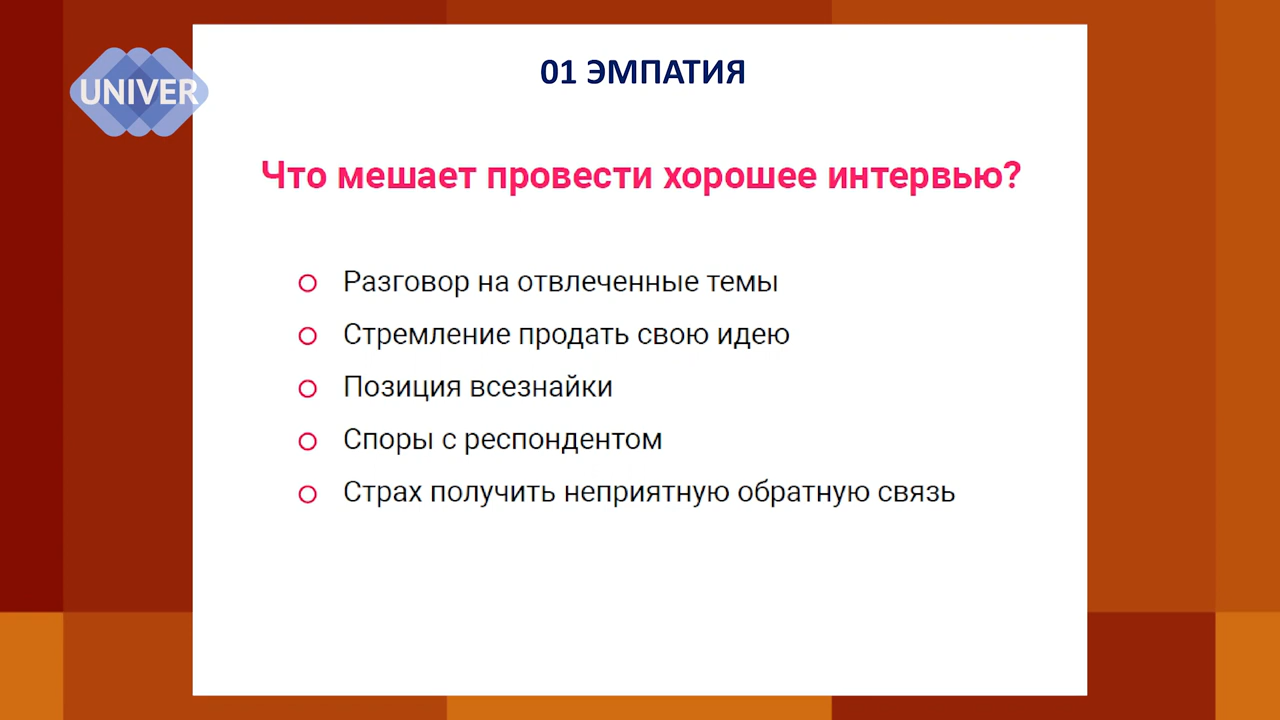 UNIVER
01 ЭМПАТИЯ
Что мешает провести хорошее интервью?
Разговор на отвлеченные темы
Стремление продать свою идею
Позиция всезнайки
Споры с респондентом
Страх получить неприятную обратную связь